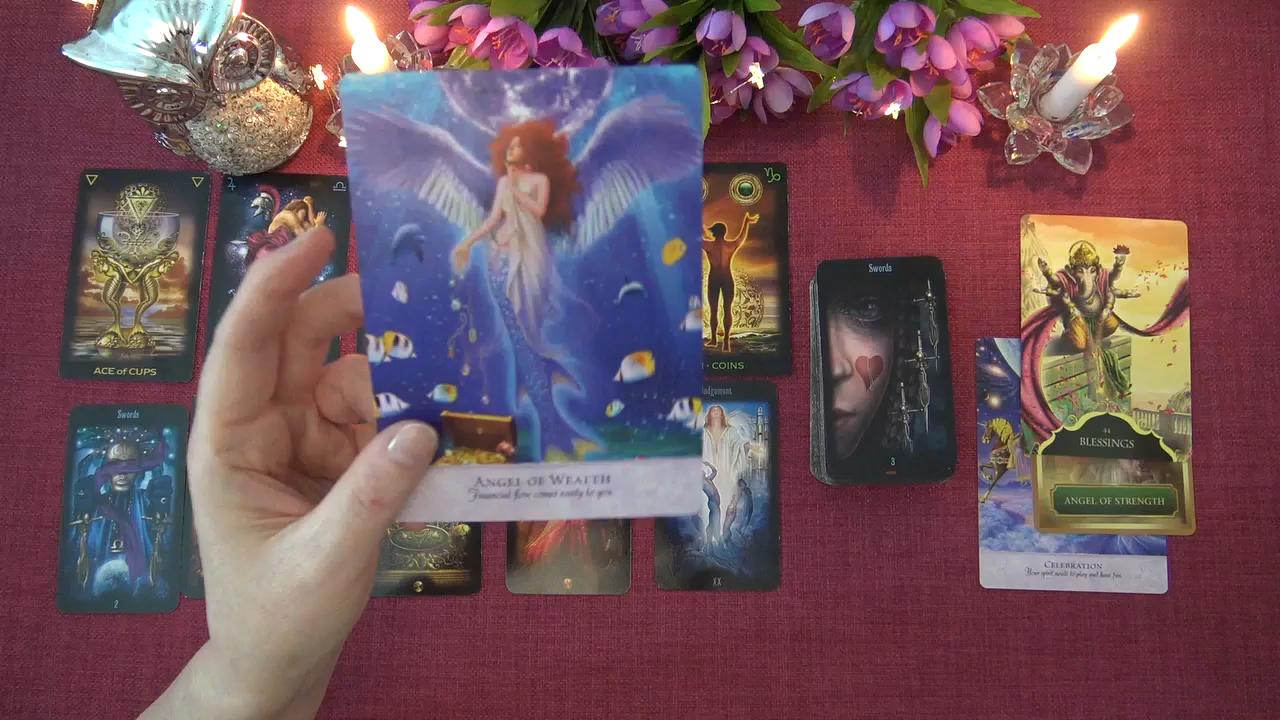 ACE of CUPS
COINS
Swords
Swords
3
2
Judgement
XX
ANGEL OF WEALTH
Financial flow comes easily to you.
44
BLESSINGS
ANGEL OF STRENGTH
CELEBRATION
Your spirit needs to play and have fun.